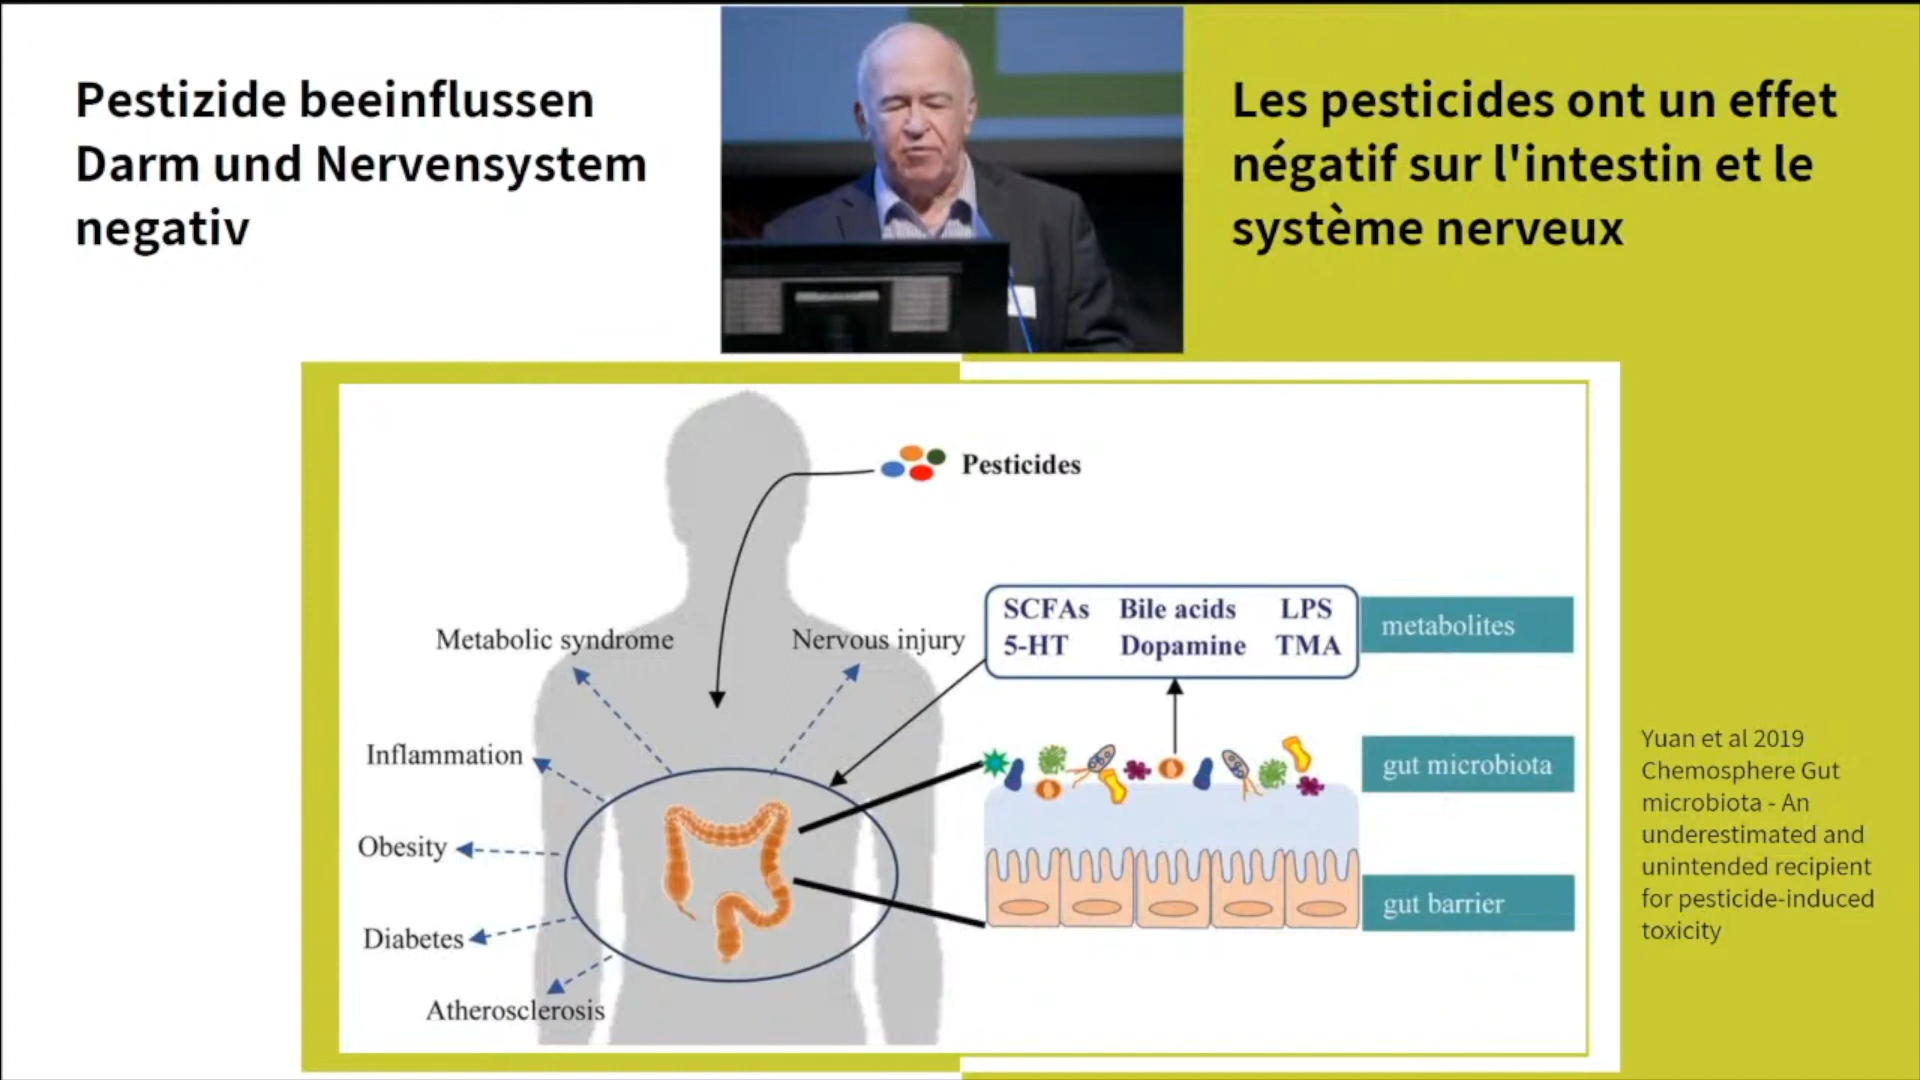 Pestizide beeinflussen
Darm und Nervensystem
negativ
Les pesticides ont un effet
négatif sur l'intestin et le
système nerveux
Pesticides
Metabolic syndrome
Nervous injury
Inflammation
Obesity
Diabetes
Atherosclerosis
SCFAs Bile acids LPS
5-HT Dopamine TMA
metabolites
gut microbiota
gut barrier
Yuan et al 2019
Chemosphere Gut
microbiota - An
underestimated and
unintended recipient
for pesticide-induced
toxicity